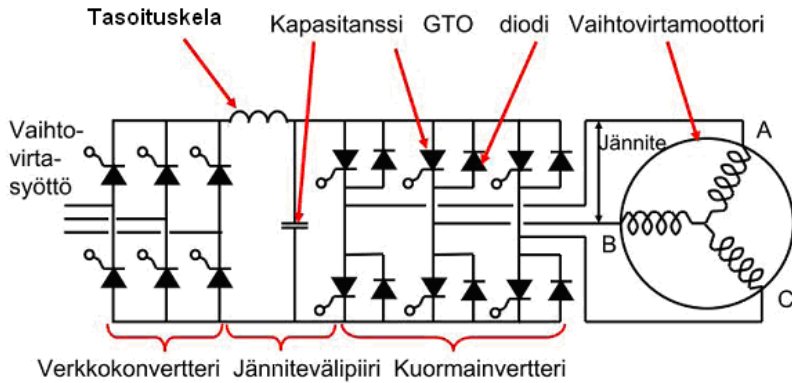 Tasoituskela
Kapasitanssi GTO diodi Vaihtovirtamoottori
Vaihto-
virta-
syöttö
Jännite
A
B
C
Verkkokonvertteri Jännitevälipiiri Kuormainvertteri